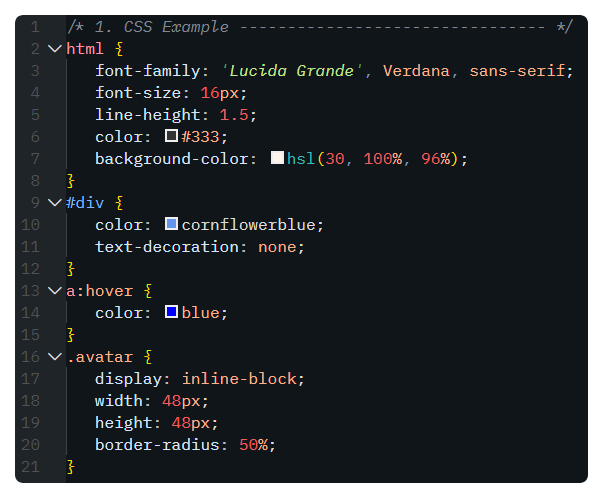 1 /* 1. CSS Example -------------------------------- */
2 html {
3    font-family: 'Lucida Grande', Verdana, sans-serif;
4    font-size: 16px;
5    line-height: 1.5;
6    color: #333;
7    background-color: hsl(30, 100%, 96%);
8 }
9 #div {
10    color: cornflowerblue;
11    text-decoration: none;
12 }
13 a:hover {
14    color: blue;
15 }
16 .avatar {
17    display: inline-block;
18    width: 48px;
19    height: 48px;
20    border-radius: 50%;
21 }